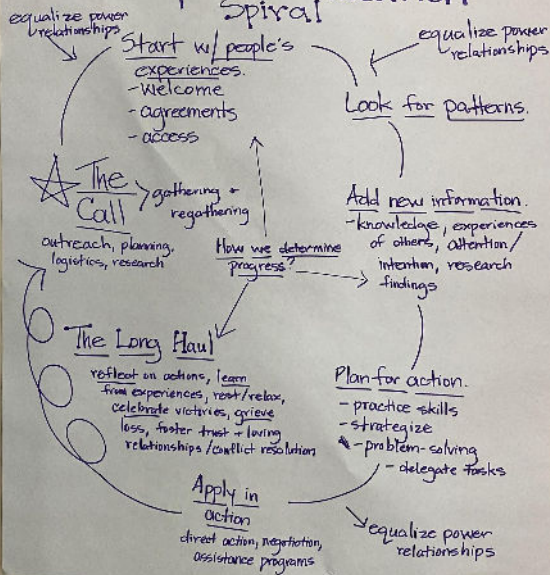 Spiral
equalize power
relationships
Start w/ people's
experiences.
-welcome
-agreements
-access
equalize power
relationships
Look for patterns.
The
Call
gathering +
regathering
outreach, planning,
logistics, research
Add new information.
-knowledge, experiences
of others, attention/
intention, research
findings
How we determine
progress?
The Long Haul
reflect on actions, learn
from experiences, rest/relax,
celebrate victories, grieve
loss, foster trust + loving
relationships/conflict resolution
Plan for action.
-practice skills
-strategize
-problem-solving
-delegate tasks
Apply in
action
direct action, negotiation,
assistance programs
equalize power
relationships